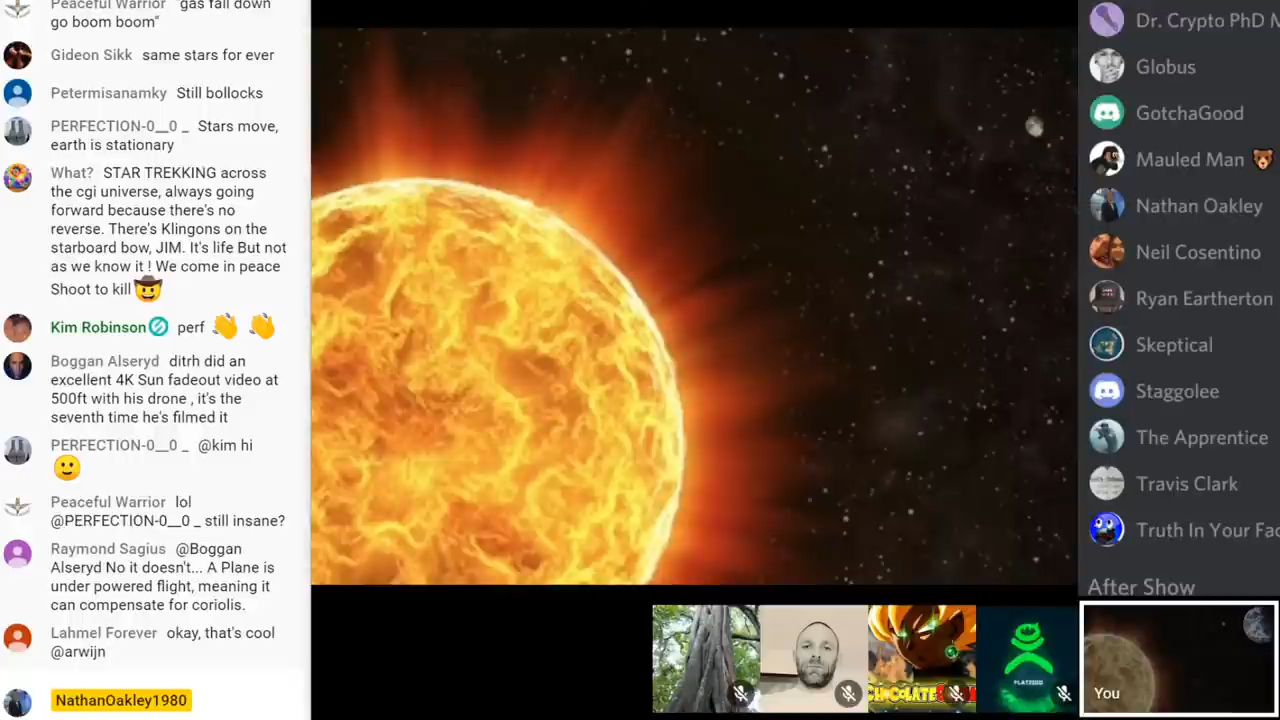 Peaceful Warrior "gas fall down
go boom boom"
Gideon Sikk same stars for ever
Petermisanamky Still bollocks
PERFECTION-0__0 _ Stars move,
earth is stationary
What? STAR TREKKING across
the cgi universe, always going
forward because there's no
reverse. There's Klingons on the
starboard bow, JIM. It's life But not
as we know it ! We come in peace
Shoot to kill🤠
Kim Robinson perf 👏 👏
Boggan Alseryd ditrh did an
excellent 4K Sun fadeout video at
500ft with his drone , it's the
seventh time he's filmed it
PERFECTION-0__0 _ @kim hi
🙂
Peaceful Warrior lol
@PERFECTION-0__0 _ still insane?
Raymond Sagius @Boggan
Alseryd No it doesn't... A Plane is
under powered flight, meaning it
can compensate for coriolis.
Lahmel Forever okay, that's cool
@arwijn
NathanOakley1980
Dr. Crypto PhD
Globus
GotchaGood
Mauled Man 🐻
Nathan Oakley
Neil Cosentino
Ryan Eartherton
Skeptical
Staggolee
The Apprentice
Travis Clark
Truth In Your Fac
After Show
You